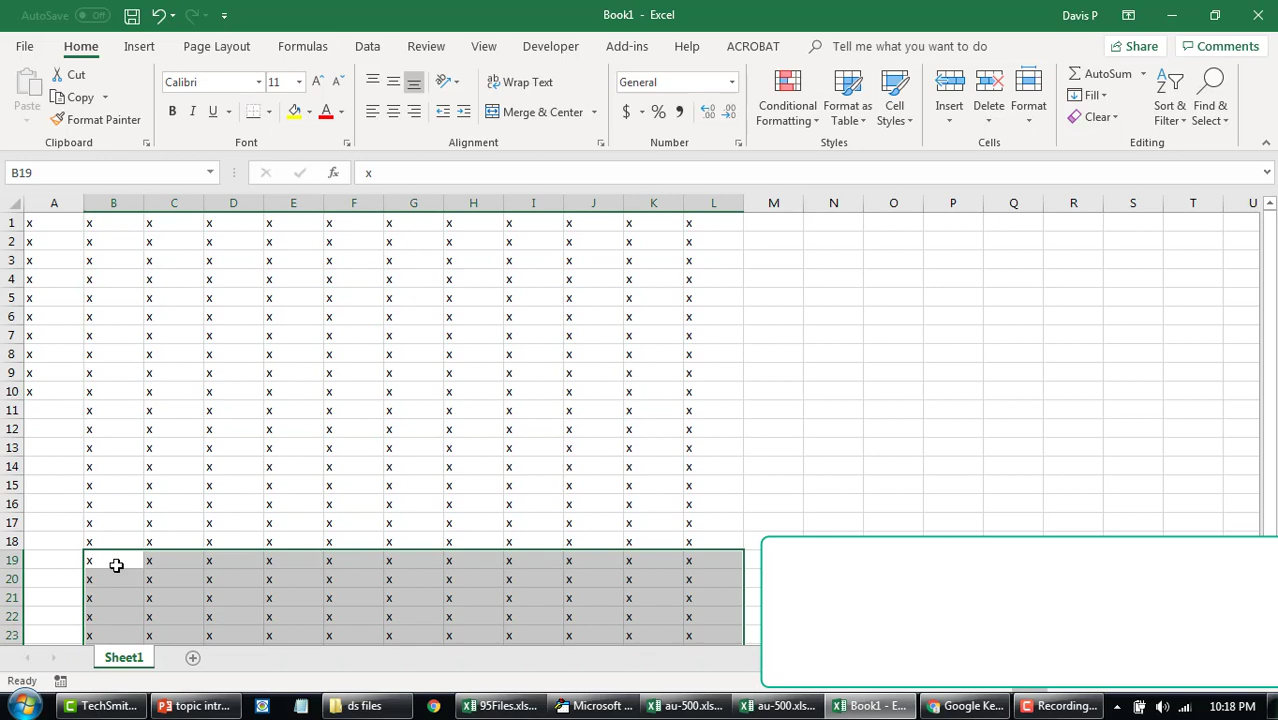 AutoSave Off Book1 - Excel Davis P
File Home Insert Page Layout Formulas Data Review View Developer Add-ins Help ACROBAT Tell me what you want to do Share Comments
Paste Cut Copy Format Painter Clipboard
Calibri 11 A A B I U A Font
Wrap Text Merge & Center Alignment
General $ % , .00 Number
Conditional Formatting Format as Table Cell Styles Styles
Insert Delete Format Cells
AutoSum Fill Clear Sort & Filter Find & Select Editing
B19 fx x
A B C D E F G H I J K L M N O P Q R S T U
1 x x x x x x x x x x x x
2 x x x x x x x x x x x x
3 x x x x x x x x x x x x
4 x x x x x x x x x x x x
5 x x x x x x x x x x x x
6 x x x x x x x x x x x x
7 x x x x x x x x x x x x
8 x x x x x x x x x x x x
9 x x x x x x x x x x x x
10 x x x x x x x x x x x x
11 x x x x x x x x x x x
12 x x x x x x x x x x x
13 x x x x x x x x x x x
14 x x x x x x x x x x x
15 x x x x x x x x x x x
16 x x x x x x x x x x x
17 x x x x x x x x x x x
18 x x x x x x x x x x x
19 x x x x x x x x x x x
20 x x x x x x x x x x x
21 x x x x x x x x x x x
22 x x x x x x x x x x x
23 x x x x x x x x x x x
Sheet1
Ready
TechSmit... topic intr... ds files 95Files.xls... Microsoft ... au-500.xls... au-500.xls... Book1 - E... Google Ke... Recording... 10:18 PM